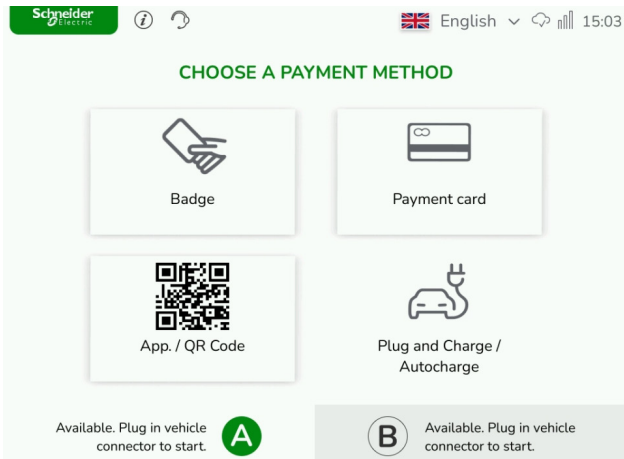 Schneider
Electric
English
15:03
CHOOSE A PAYMENT METHOD
Badge
Payment card
App. / QR Code
Plug and Charge /
Autocharge
Available. Plug in vehicle
connector to start.
A
B
Available. Plug in vehicle
connector to start.